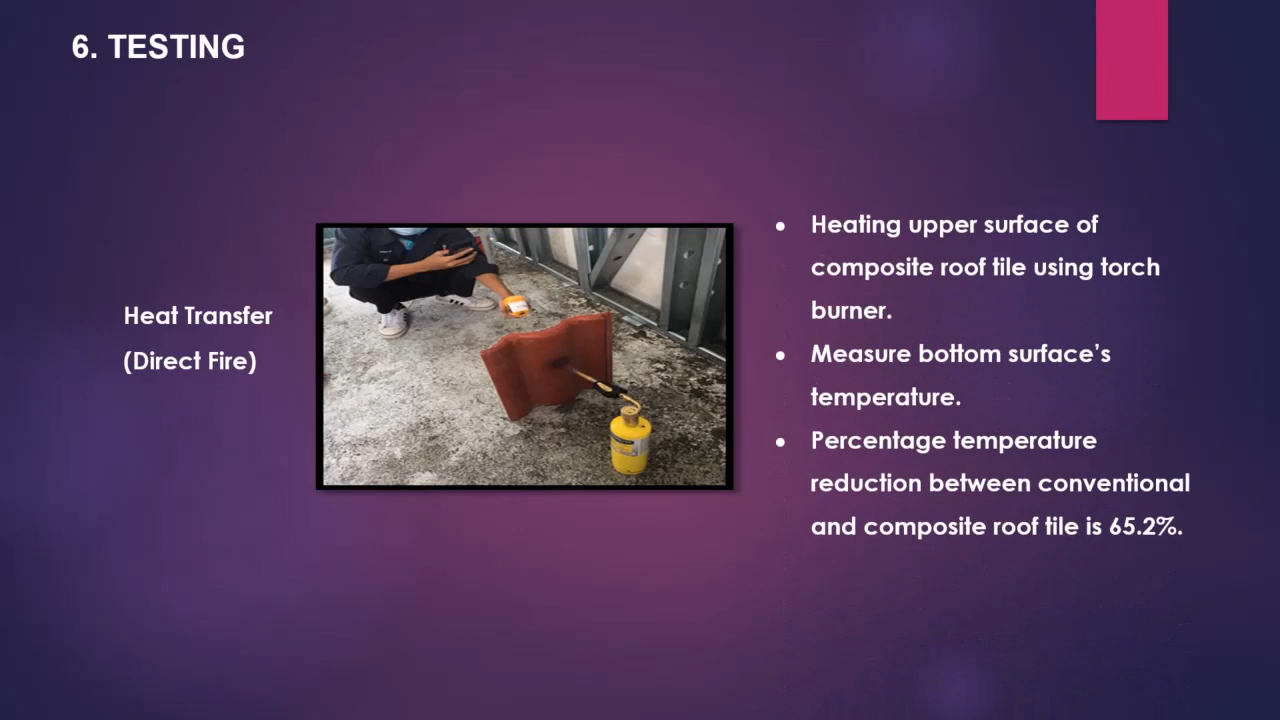 6. TESTING
Heat Transfer
(Direct Fire)
● Heating upper surface of
composite roof tile using torch
burner.
● Measure bottom surface’s
temperature.
● Percentage temperature
reduction between conventional
and composite roof tile is 65.2%.